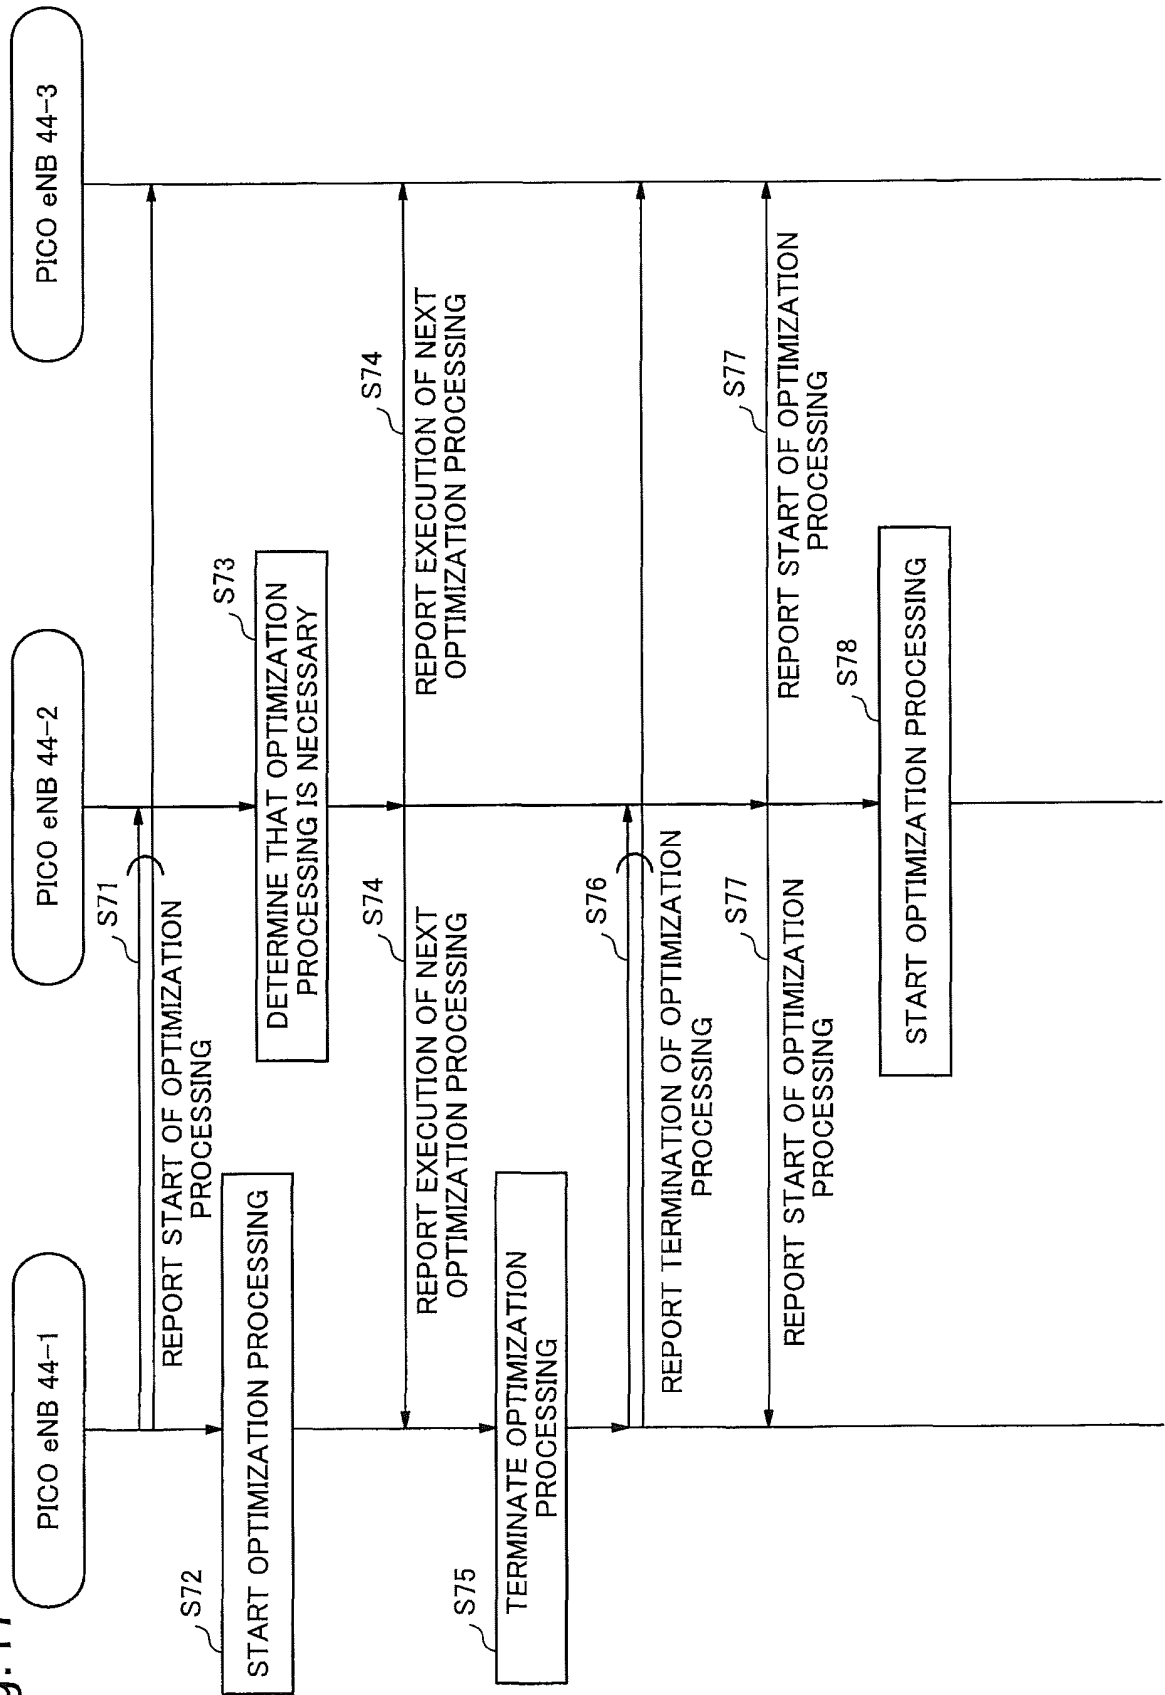 PICO eNB 44-1
PICO eNB 44-2
PICO eNB 44-3
S71
REPORT START OF OPTIMIZATION
PROCESSING
S72
START OPTIMIZATION PROCESSING
S73
DETERMINE THAT OPTIMIZATION
PROCESSING IS NECESSARY
S74
REPORT EXECUTION OF NEXT
OPTIMIZATION PROCESSING
S74
REPORT EXECUTION OF NEXT
OPTIMIZATION PROCESSING
S75
TERMINATE OPTIMIZATION
PROCESSING
S76
REPORT TERMINATION OF OPTIMIZATION
PROCESSING
S77
REPORT START OF OPTIMIZATION
PROCESSING
S77
REPORT START OF OPTIMIZATION
PROCESSING
S78
START OPTIMIZATION PROCESSING